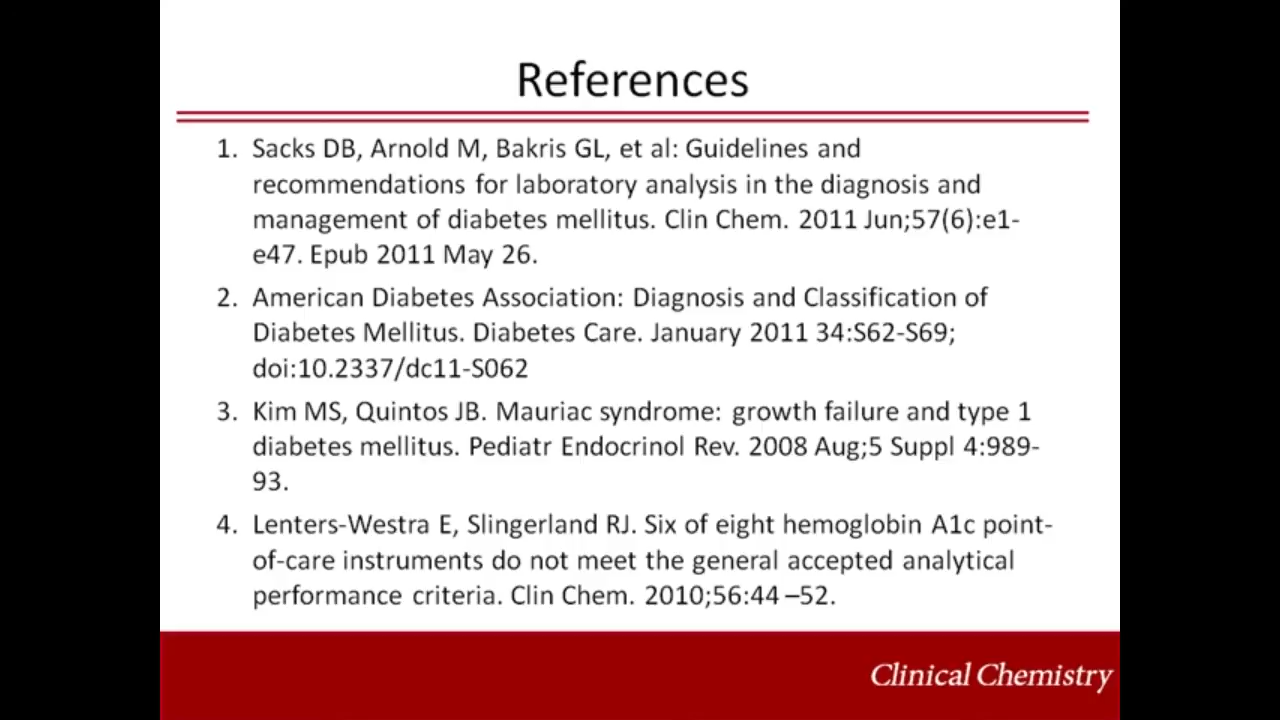 References
1. Sacks DB, Arnold M, Bakris GL, et al: Guidelines and
recommendations for laboratory analysis in the diagnosis and
management of diabetes mellitus. Clin Chem. 2011 Jun;57(6):e1-
e47. Epub 2011 May 26.
2. American Diabetes Association: Diagnosis and Classification of
Diabetes Mellitus. Diabetes Care. January 2011 34:S62-S69;
doi:10.2337/dc11-S062
3. Kim MS, Quintos JB. Mauriac syndrome: growth failure and type 1
diabetes mellitus. Pediatr Endocrinol Rev. 2008 Aug;5 Suppl 4:989-
93.
4. Lenters-Westra E, Slingerland RJ. Six of eight hemoglobin A1c point-
of-care instruments do not meet the general accepted analytical
performance criteria. Clin Chem. 2010;56:44 –52.
Clinical Chemistry